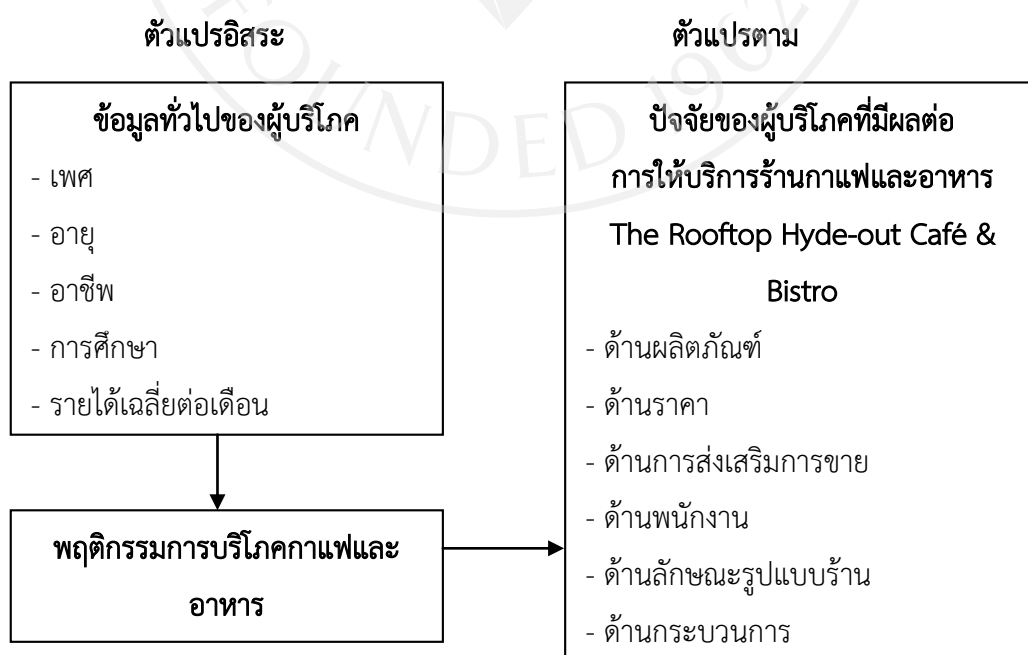 ตัวแปรอิสระ
ตัวแปรตาม
ข้อมูลทั่วไปของผู้บริโภค
- เพศ
- อายุ
- อาชีพ
- การศึกษา
- รายได้เฉลี่ยต่อเดือน
พฤติกรรมการบริโภคกาแฟและ
อาหาร
ปัจจัยของผู้บริโภคที่มีผลต่อ
การให้บริการร้านกาแฟและอาหาร
The Rooftop Hyde-out Café &
Bistro
- ด้านผลิตภัณฑ์
- ด้านราคา
- ด้านการส่งเสริมการขาย
- ด้านพนักงาน
- ด้านลักษณะรูปแบบร้าน
- ด้านกระบวนการ
FOUNDED 1962